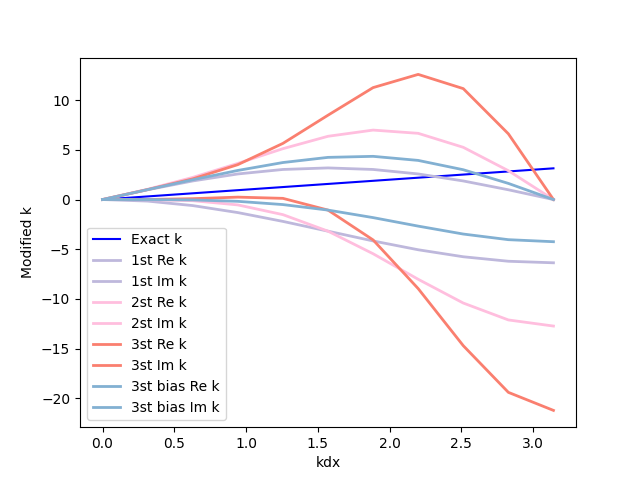 10
5
0
−5
−10
−15
−20
Modified k
Exact k
1st Re k
1st Im k
2st Re k
2st Im k
3st Re k
3st Im k
3st bias Re k
3st bias Im k
0.0 0.5 1.0 1.5 2.0 2.5 3.0
kdx